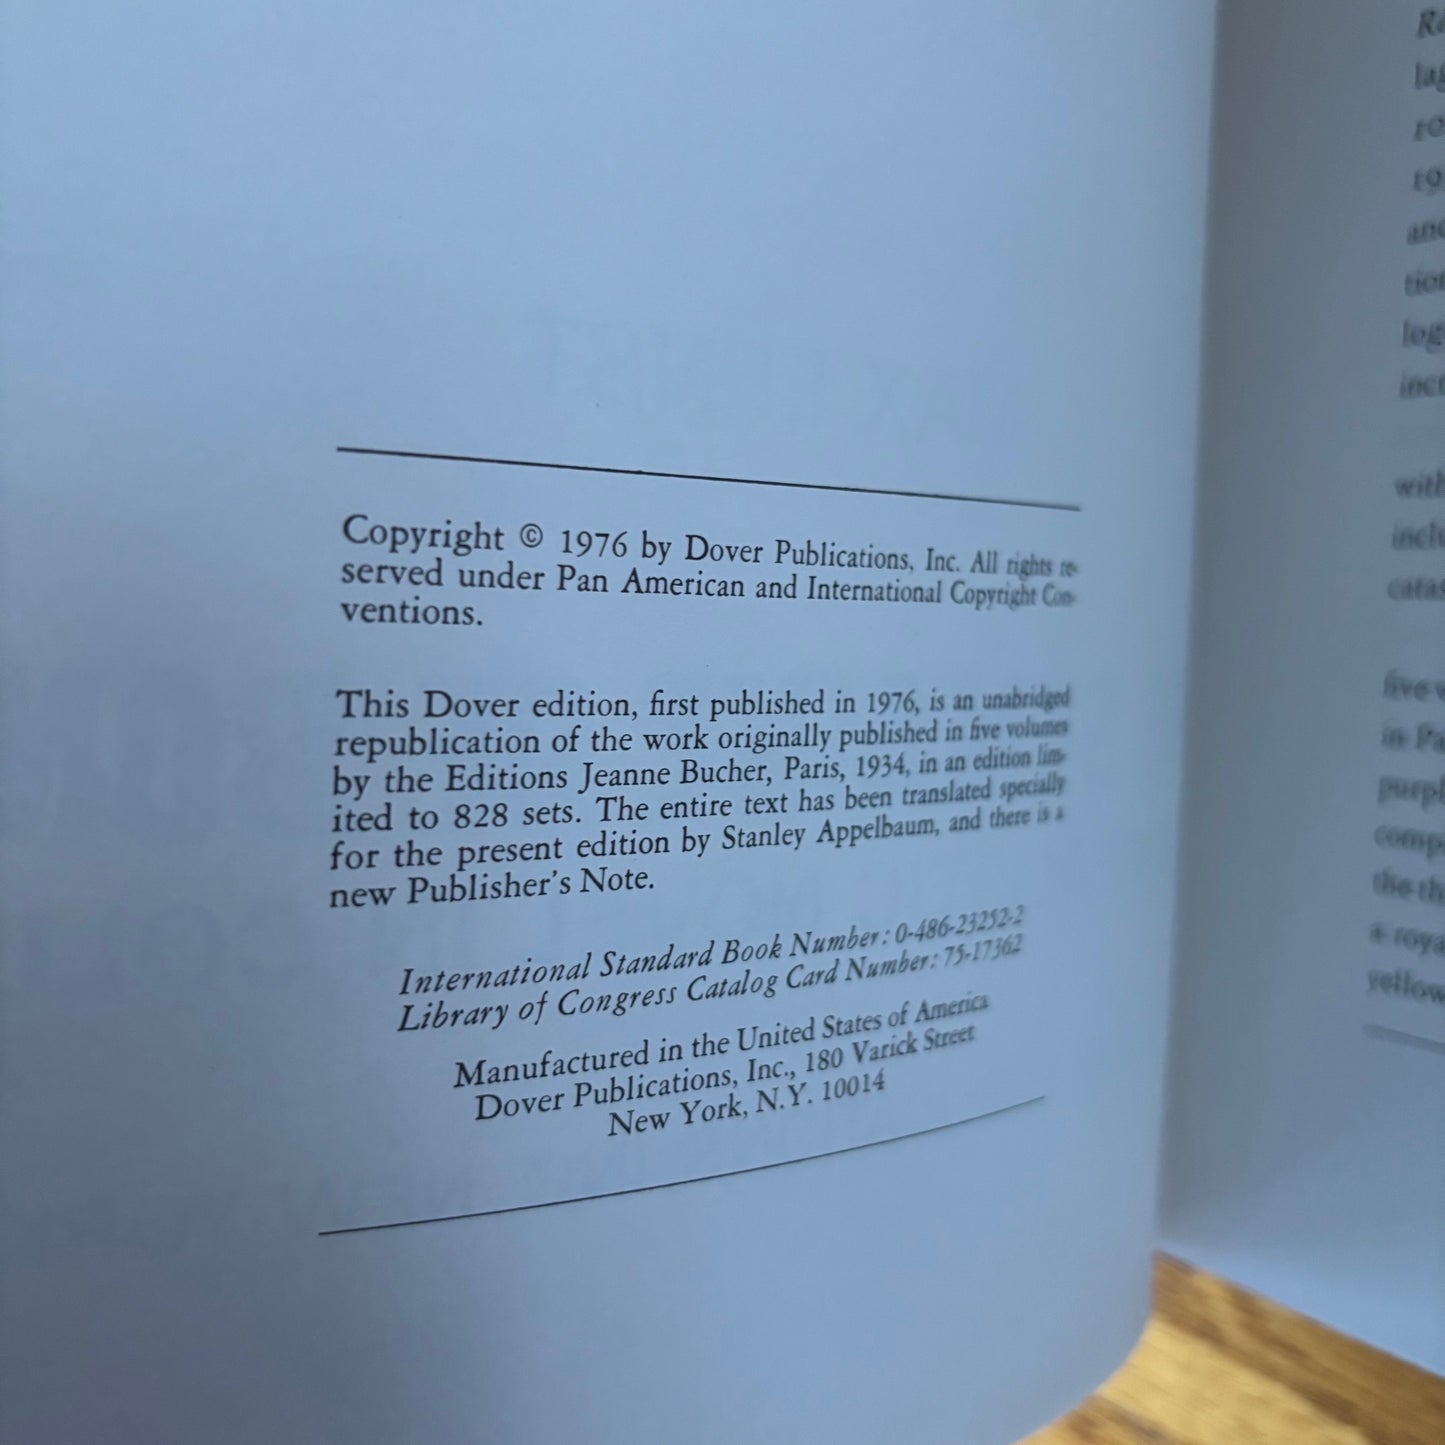 Copyright © 1976 by Dover Publications, Inc. All rights re-
served under Pan American and International Copyright Con-
ventions.
This Dover edition, first published in 1976, is an unabridged
republication of the work originally published in five volumes
by the Editions Jeanne Bucher, Paris, 1934, in an edition lim-
ited to 828 sets. The entire text has been translated specially
for the present edition by Stanley Appelbaum, and there is a
new Publisher's Note.
International Standard Book Number: 0-486-23252-2
Library of Congress Catalog Card Number: 75-17362
Manufactured in the United States of America
Dover Publications, Inc., 180 Varick Street
New York, N.Y. 10014
with
yellow